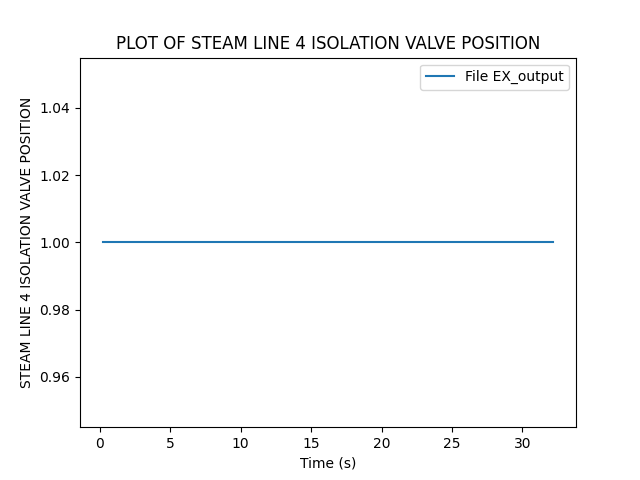 PLOT OF STEAM LINE 4 ISOLATION VALVE POSITION
File EX_output
STEAM LINE 4 ISOLATION VALVE POSITION
1.04
1.02
1.00
0.98
0.96
0 5 10 15 20 25 30
Time (s)